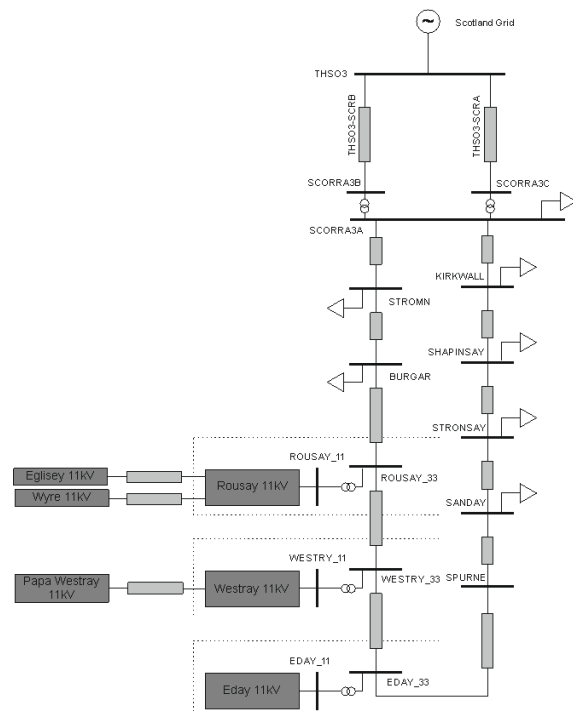 Scotland Grid
THSO3
THSO3-SCRB
THSO3-SCRA
SCORRA3B
SCORRA3C
SCORRA3A
KIRKWALL
STROMN
SHAPINSAY
BURGAR
STRONSAY
ROUSAY_11
Eglisey 11kV
Rousay 11kV
ROUSAY_33
Wyre 11kV
SANDAY
WESTRY_11
WESTRY_33
SPURNE
Papa Westray
11kV
Westray 11kV
EDAY_11
EDAY_33
Eday 11kV